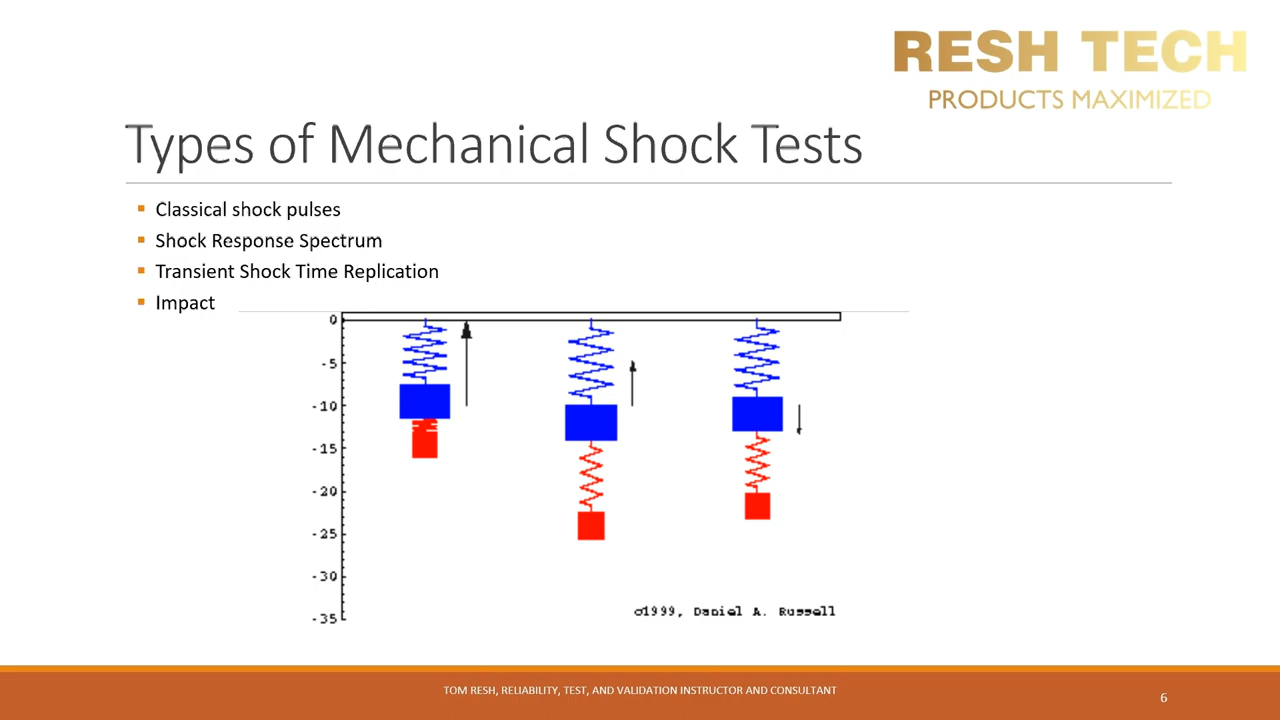 RESH TECH
PRODUCTS MAXIMIZED
Types of Mechanical Shock Tests
Classical shock pulses
Shock Response Spectrum
Transient Shock Time Replication
Impact
0
-5
-10
-15
-20
-25
-30
-35
©1999, Daniel A. Russell
TOM RESH, RELIABILITY, TEST, AND VALIDATION INSTRUCTOR AND CONSULTANT
6